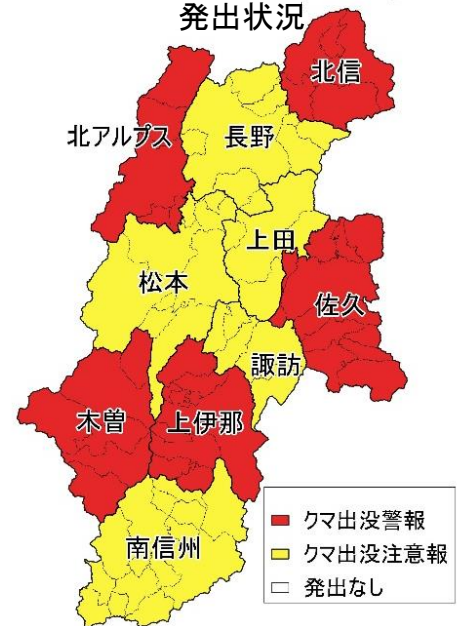 発出状況
北信
北アルプス
長野
上田
松本
佐久
諏訪
木曽
上伊那
南信州
クマ出没警報
クマ出没注意報
発出なし